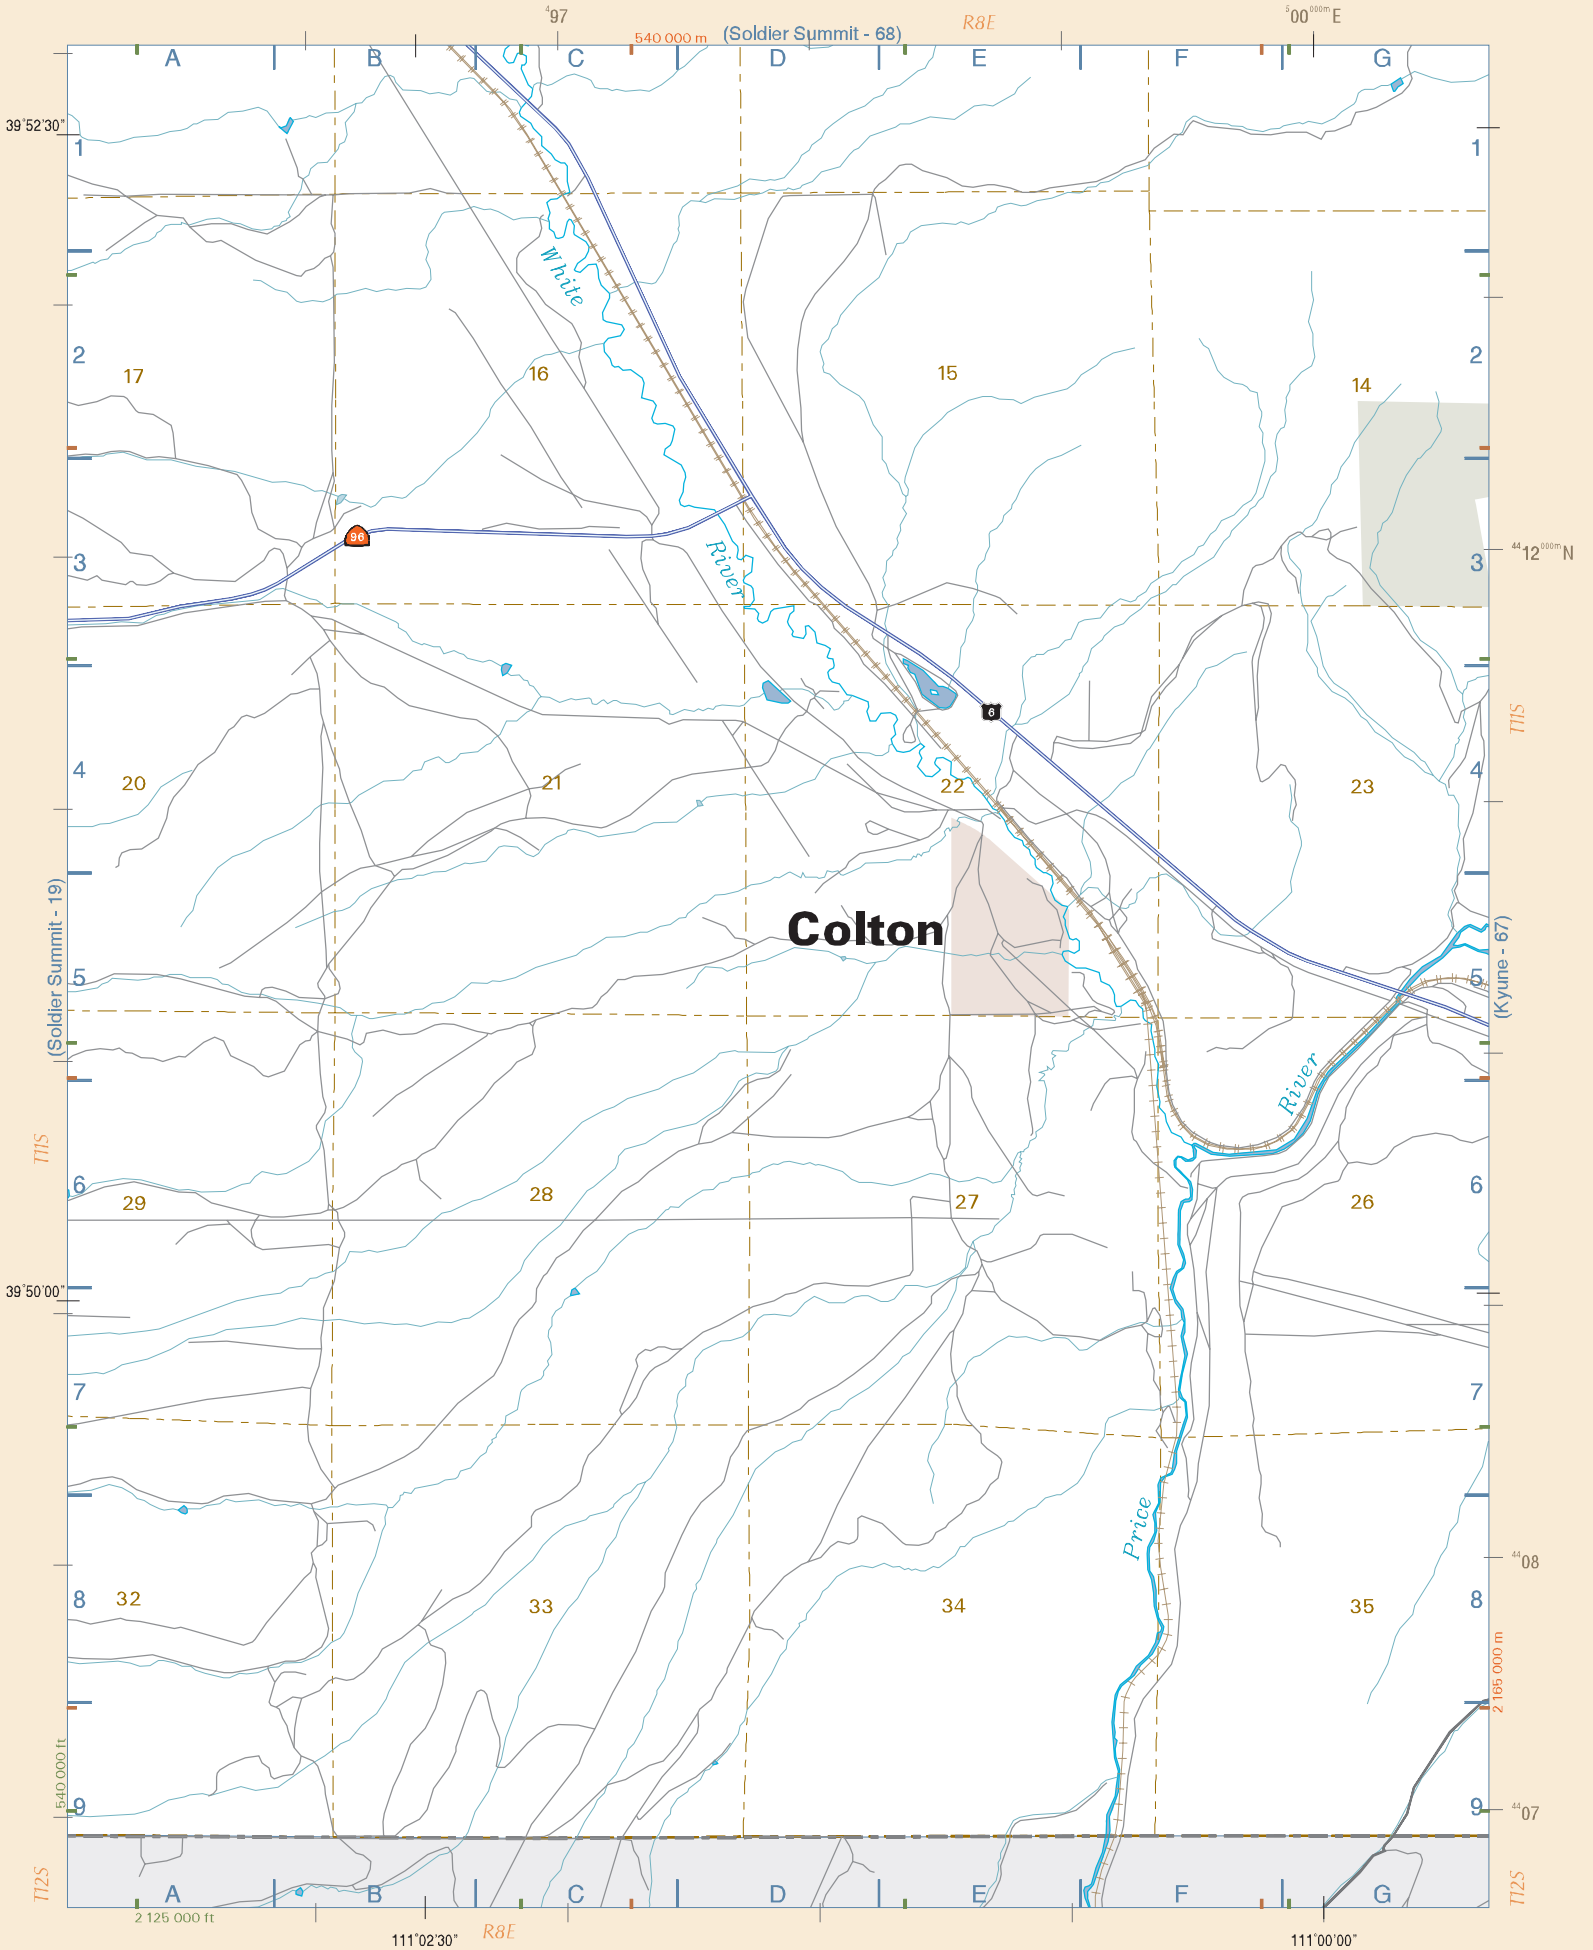 497
500000mE
R8E
540 000 m
(Soldier Summit - 68)
A
B
C
D
E
F
G
39°52'30"
1
1
White
2
2
17
16
15
14
96
River
3
3
4412000mN
6
T11S
4
4
20
21
22
23
Colton
(Soldier Summit - 19)
5
5
(Kyune - 67)
River
T11S
6
6
29
28
27
26
39°50'00"
7
7
Price
4408
8
8
32
33
34
35
2 165 000 m
540 000 ft
9
9
4407
T12S
T12S
A
B
C
D
E
F
G
2 125 000 ft
R8E
111°02'30"
111°00'00"